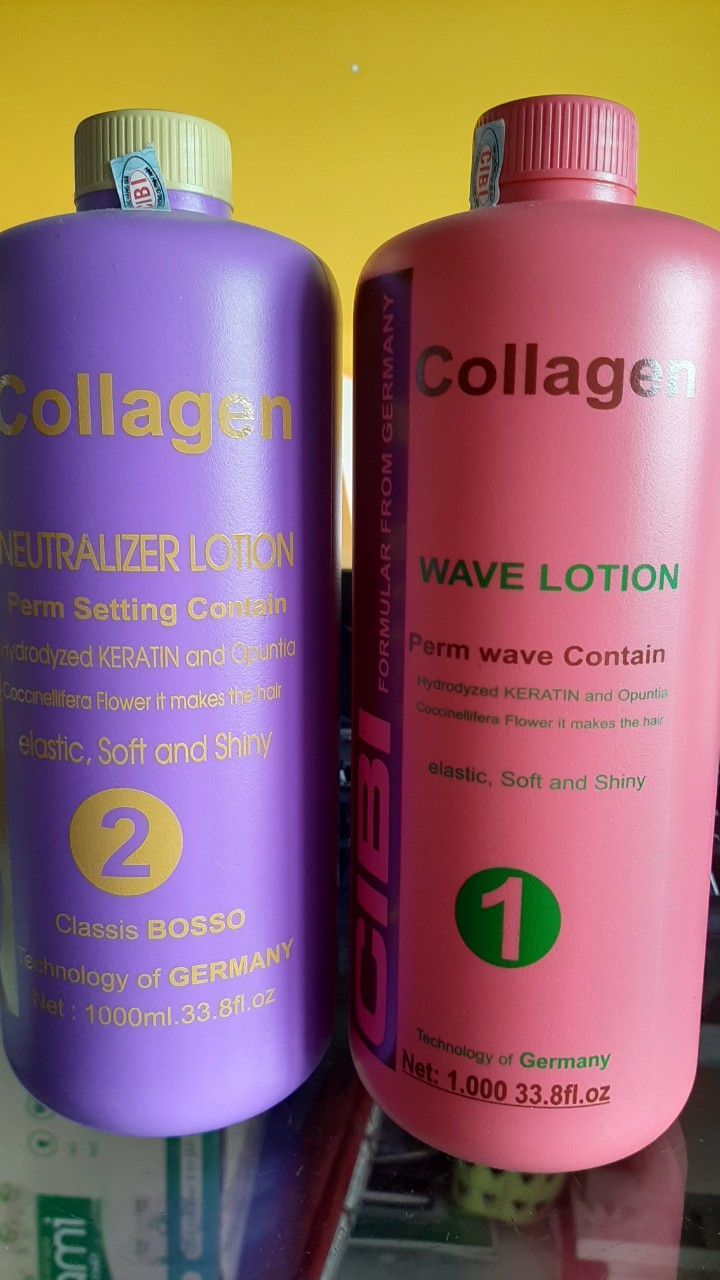 CIBI
Collagen
NEUTRALIZER LOTION
Perm Setting Contain
Hydrodyzed KERATIN and Opuntia
Coccinellifera Flower it makes the hair
elastic, Soft and Shiny
2
Classis BOSSO
Technology of GERMANY
Net : 1000ml.33.8fl.oz
CIBI
CIBI FORMULAR FROM GERMANY
Collagen
WAVE LOTION
Perm wave Contain
Hydrodyzed KERATIN and Opuntia
Coccinellifera Flower it makes the hair
elastic, Soft and Shiny
1
Technology of Germany
Net: 1.000 33.8fl.oz